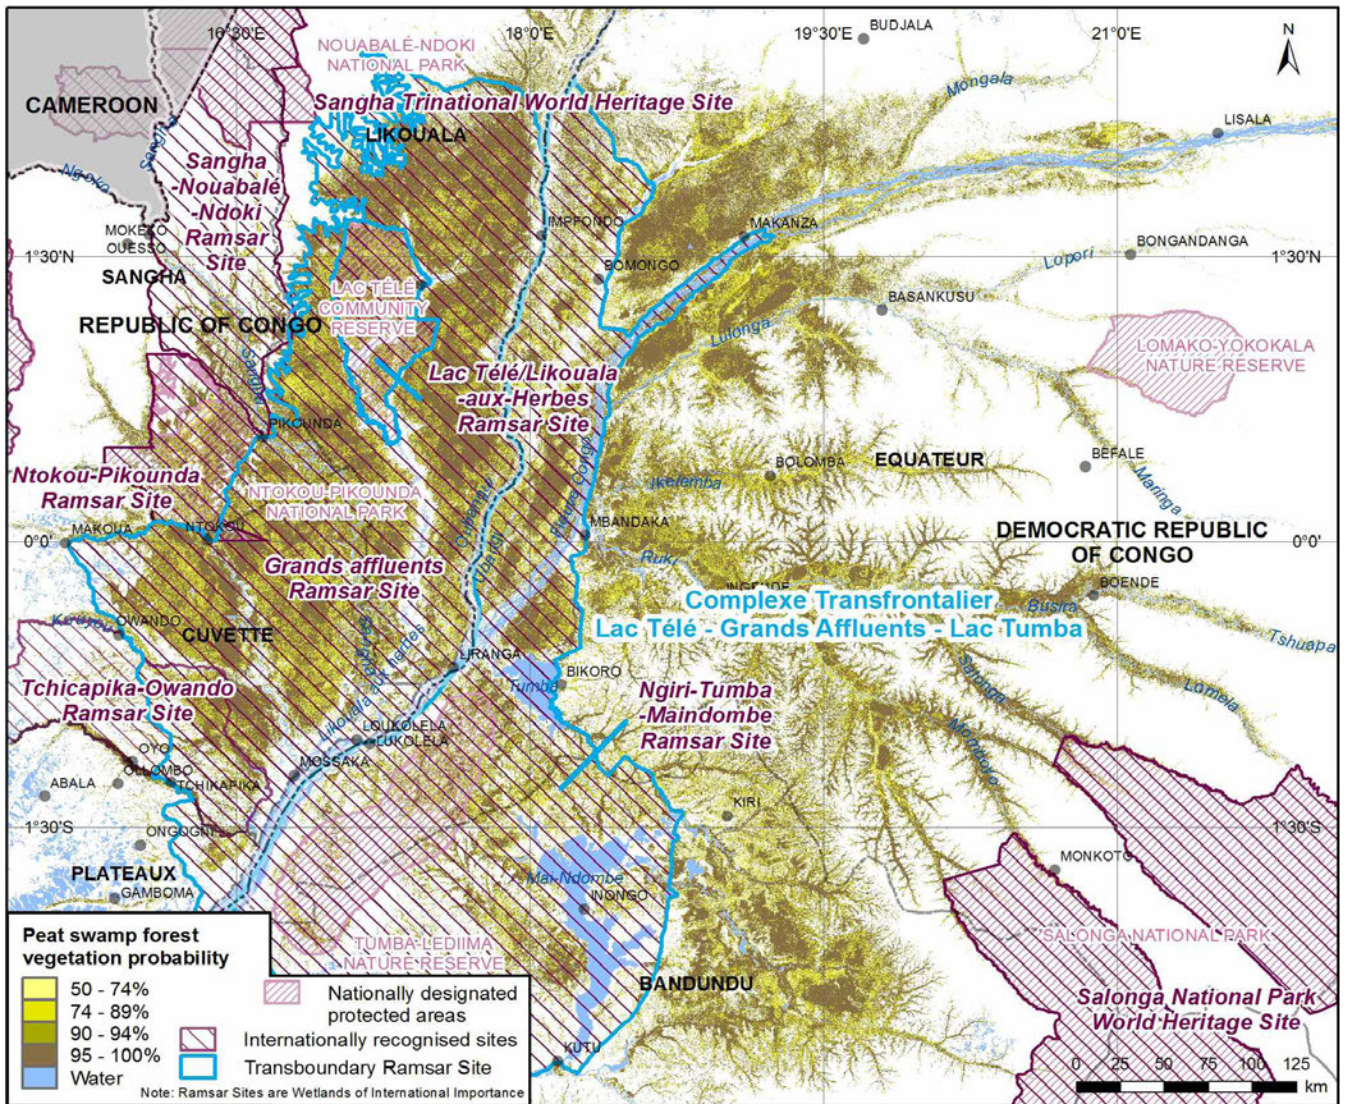 16°30'E
18°0'E
19°30'E
21°0'E
N
BUDJALA
NOUABALÉ-NDOKI
NATIONAL PARK
CAMEROON
Sangha Trinational World Heritage Site
Mongala
LISALA
LIKOUALA
Sangha
Ngoko
Sangha
-Nouabalé
-Ndoki
Ramsar
Site
MOKEKO
OUESSO
SANGHA
IMPFONDO
MAKANZA
BONGANDANGA
1°30'N
1°30'N
Lopori
BOMONGO
LAC TÉLÉ
COMMUNITY
RESERVE
BASANKUSU
REPUBLIC OF CONGO
Lulonga
LOMAKO-YOKOKALA
NATURE RESERVE
Sangha
Lac Télé/Likouala
-aux-Herbes
Ramsar Site
PIKOUNDA
Ntokou-Pikounda
Ramsar Site
NTOKOU-PIKOUNDA
NATIONAL PARK
BOLOMBA
EQUATEUR
BEFALE
Ikelemba
Maringa
Oubangui
Ubangi
MAKOUA
NTOKOU
MBANDAKA
DEMOCRATIC REPUBLIC
OF CONGO
0°0'
0°0'
Grands affluents
Ramsar Site
Ruki
INGENDE
BOENDE
Complexe Transfrontalier
Lac Télé - Grands Affluents - Lac Tumba
Busira
Kouyou
OWANDO
CUVETTE
Sangha
Likouala aux herbes
Tshuapa
LIRANGA
BIKORO
Tumba
Salonga
Lomela
Tchicapika-Owando
Ramsar Site
Ngiri-Tumba
-Maindombe
Ramsar Site
Momboyo
LOUKOLELA
LUKOLELA
OYO
OLLOMBO
MOSSAKA
ABALA
TCHIKAPIKA
KIRI
ONGOGNI
1°30'S
1°30'S
PLATEAUX
MONKOTO
GAMBOMA
Mai-Ndombe
INONGO
TUMBA-LEDIIMA
NATURE RESERVE
SALONGA NATIONAL PARK
BANDUNDU
Salonga National Park
World Heritage Site
KUTU
Peat swamp forest
vegetation probability
50 - 74%
74 - 89%
90 - 94%
95 - 100%
Water
Nationally designated
protected areas
Internationally recognised sites
Transboundary Ramsar Site
Note: Ramsar Sites are Wetlands of International Importance
0 25 50 75 100 125
km